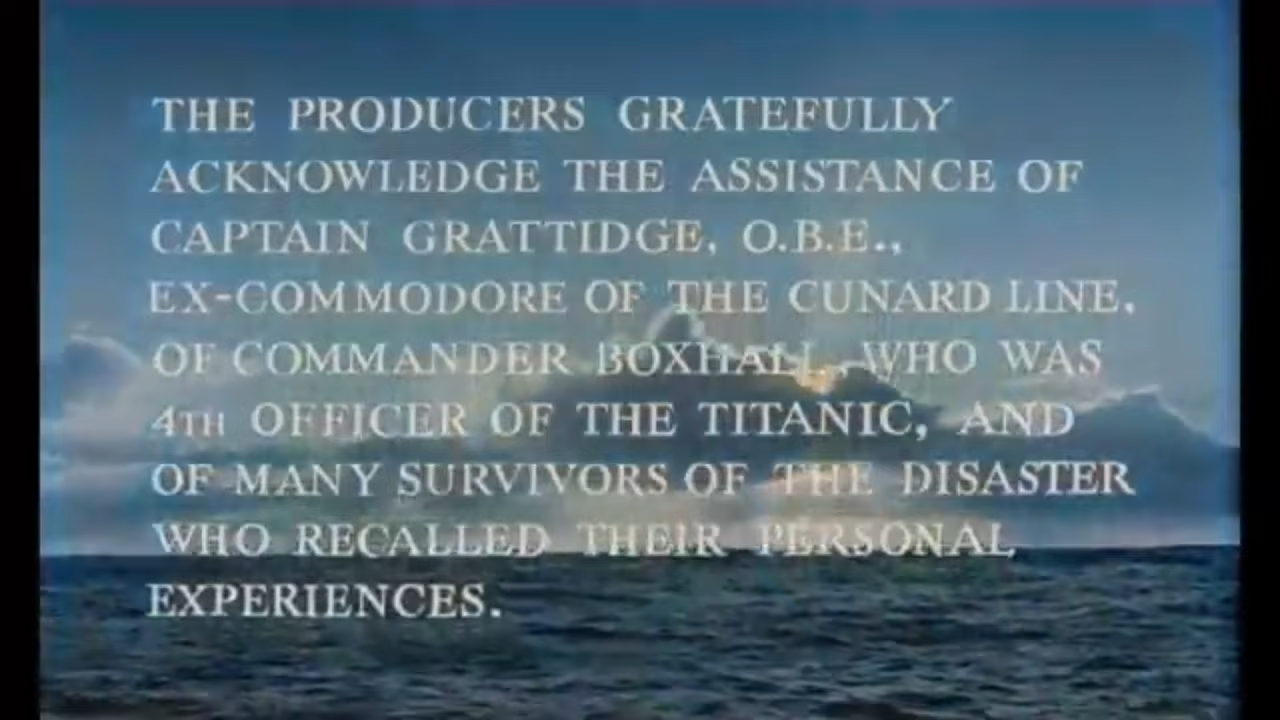 THE PRODUCERS GRATEFULLY
ACKNOWLEDGE THE ASSISTANCE OF
CAPTAIN GRATTIDGE, O.B.E.,
EX-COMMODORE OF THE CUNARD LINE,
OF COMMANDER BOXHALL, WHO WAS
4TH OFFICER OF THE TITANIC, AND
OF MANY SURVIVORS OF THE DISASTER
WHO RECALLED THEIR PERSONAL
EXPERIENCES.